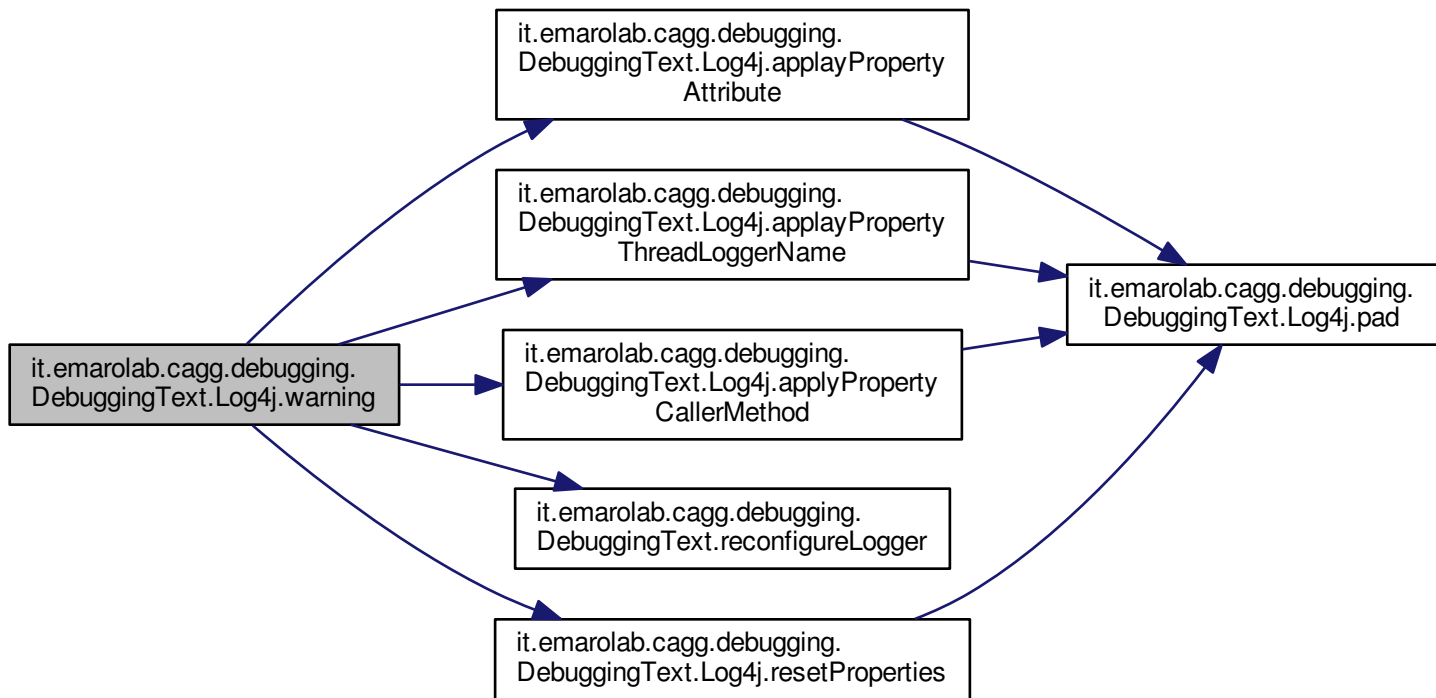 it.emarolab.cagg.debugging.
DebuggingText.Log4j.warning
it.emarolab.cagg.debugging.
DebuggingText.Log4j.applayProperty
Attribute
it.emarolab.cagg.debugging.
DebuggingText.Log4j.applayProperty
ThreadLoggerName
it.emarolab.cagg.debugging.
DebuggingText.Log4j.applyProperty
CallerMethod
it.emarolab.cagg.debugging.
DebuggingText.reconfigureLogger
it.emarolab.cagg.debugging.
DebuggingText.Log4j.resetProperties
it.emarolab.cagg.debugging.
DebuggingText.Log4j.pad